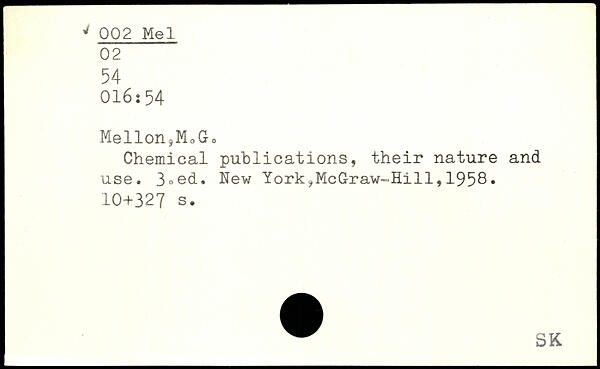 002 Mel
02
54
016:54
Mellon,M.G.
Chemical publications, their nature and
use. 3.ed. New York,McGraw-Hill,1958.
10+327 s.
SK